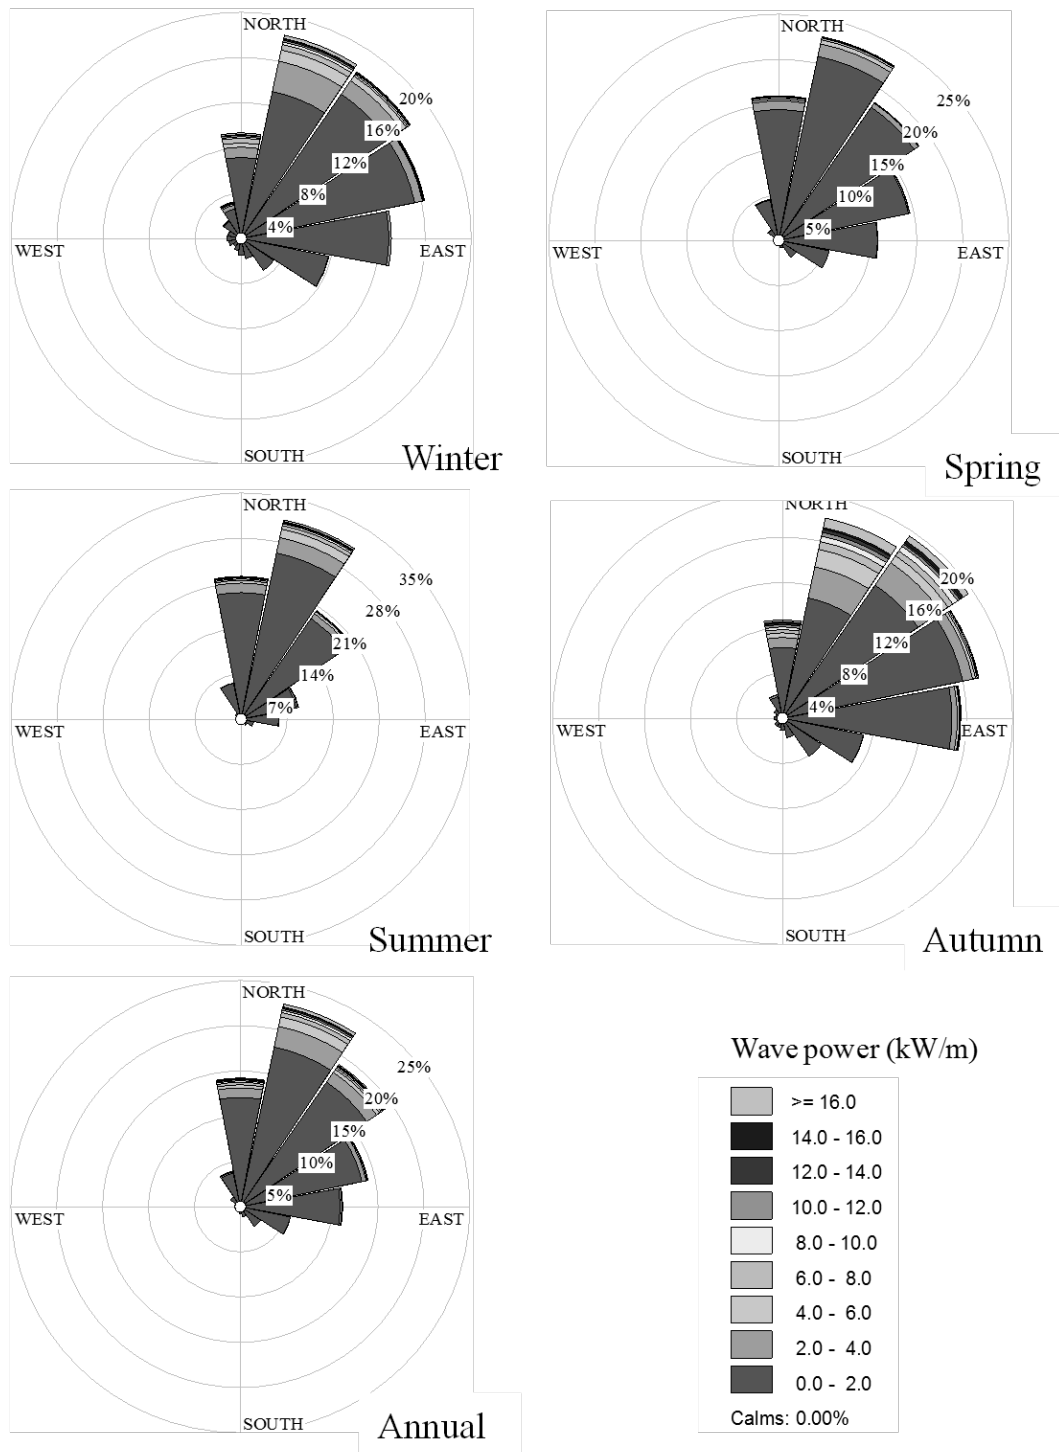 NORTH
20%
16%
12%
8%
4%
WEST
EAST
SOUTH
Winter
NORTH
25%
20%
15%
10%
5%
WEST
EAST
SOUTH
Spring
NORTH
35%
28%
21%
14%
7%
WEST
EAST
SOUTH
Summer
NORTH
20%
16%
12%
8%
4%
WEST
EAST
SOUTH
Autumn
NORTH
25%
20%
15%
10%
5%
WEST
EAST
SOUTH
Annual
Wave power (kW/m)
>= 16.0
14.0 - 16.0
12.0 - 14.0
10.0 - 12.0
8.0 - 10.0
6.0 - 8.0
4.0 - 6.0
2.0 - 4.0
0.0 - 2.0
Calms: 0.00%